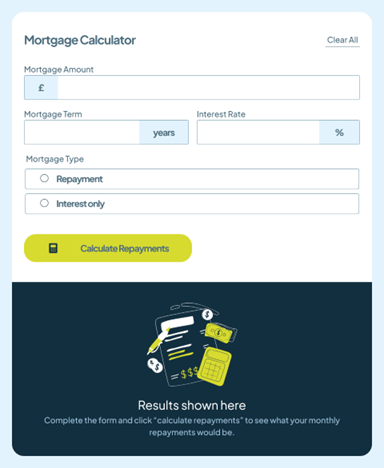 Mortgage Calculator
Clear All
Mortgage Amount
£
Mortgage Term
Interest Rate
years
%
Mortgage Type
Repayment
Interest only
Calculate Repayments
$
$
$
$$$
Results shown here
Complete the form and click "calculate repayments" to see what your monthly
repayments would be.